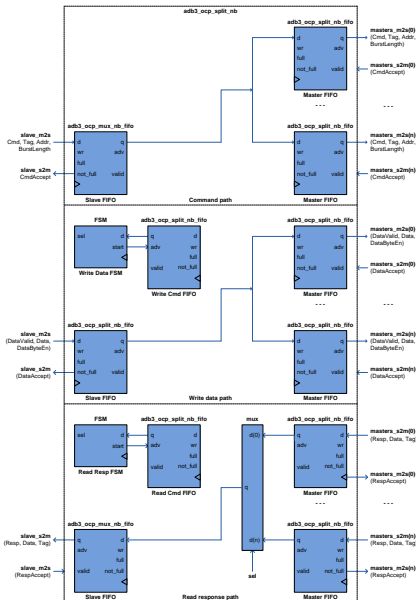 adb3_ocp_split_nb
adb3_ocp_split_nb_fifo
masters_m2s(0)
(Cmd, Tag, Addr,
BurstLength)
d q
wr adv
full
not_full valid
masters_s2m(0)
(CmdAccept)
Master FIFO
- - -
- - -
slave_m2s
Cmd, Tag, Addr,
BurstLength)
slave_s2m
CmdAccept
adb3_ocp_mux_nb_fifo
d q
wr adv
full
not_full valid
Slave FIFO
Command path
d q
wr adv
full
not_full valid
Master FIFO
masters_m2s(n)
(Cmd, Tag, Addr,
BurstLength)
masters_s2m(n)
(CmdAccept)
FSM
sel d
start
Write Data FSM
adb3_ocp_split_nb_fifo
q d
adv wr
full
valid not_full
Write Cmd FIFO
adb3_ocp_split_nb_fifo
d q
wr adv
full
not_full valid
Master FIFO
masters_m2s(0)
(DataValid, Data,
DataByteEn)
masters_s2m(0)
(DataAccept)
- - -
- - -
slave_m2s
(DataValid, Data,
DataByteEn)
slave_s2m
(DataAccept)
d q
wr adv
full
not_full valid
Slave FIFO
Write data path
d q
wr adv
full
not_full valid
Master FIFO
masters_m2s(n)
(DataValid, Data,
DataByteEn)
masters_s2m(n)
(DataAccept)
FSM
sel d
start
Read Resp FSM
adb3_ocp_split_nb_fifo
q d
adv wr
full
valid not_full
Read Cmd FIFO
mux
d(0)
q
d(n)
sel
adb3_ocp_split_nb_fifo
q d
adv wr
full
valid not_full
Master FIFO
masters_s2m(0)
(Resp, Data, Tag)
masters_m2s(0)
(RespAccept)
- - -
- - -
slave_s2m
(Resp, Data, Tag)
slave_m2s
(RespAccept)
adb3_ocp_mux_nb_fifo
q d
adv wr
full
valid not_full
Slave FIFO
Read response path
q d
adv wr
full
valid not_full
Master FIFO
masters_s2m(n)
(Resp, Data, Tag)
masters_m2s(n)
(RespAccept)